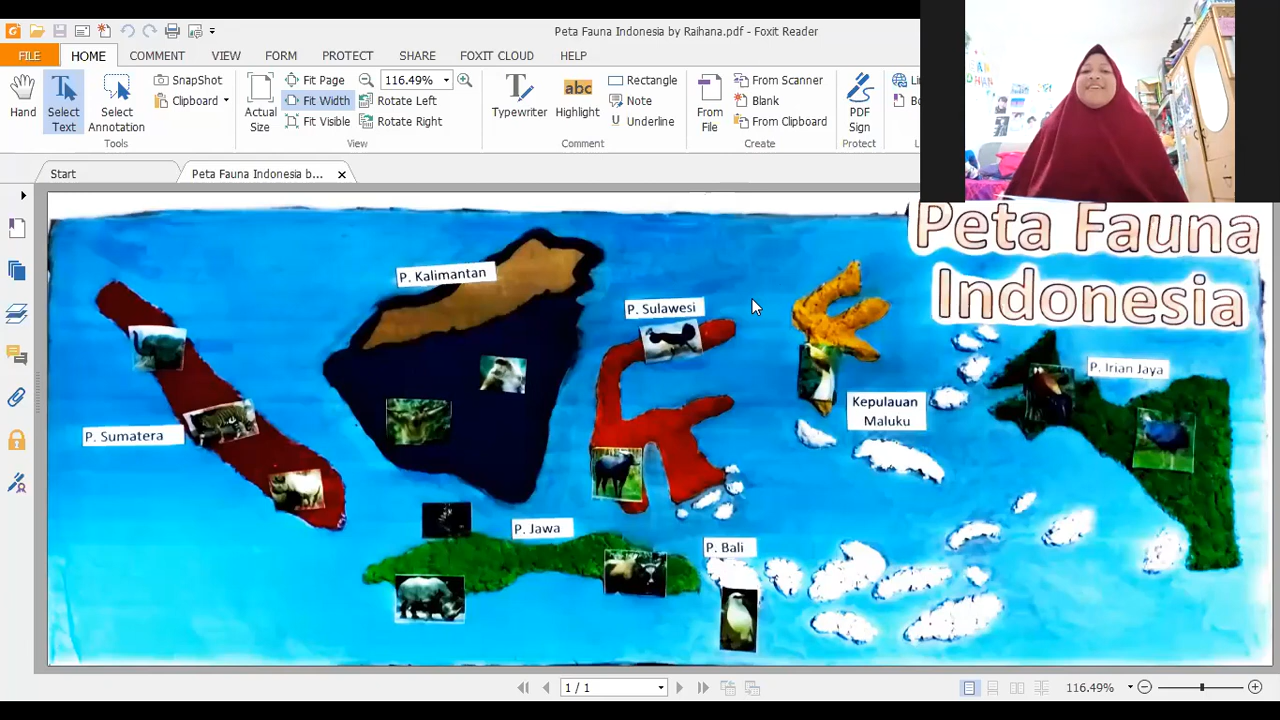 Peta Fauna Indonesia by Raihana.pdf - Foxit Reader
FILE HOME COMMENT VIEW FORM PROTECT SHARE FOXIT CLOUD HELP
Hand
Select Text
Select Annotation
SnapShot
Clipboard
Tools
Actual Size
Fit Page
Fit Width
Fit Visible
116.49%
Rotate Left
Rotate Right
View
Typewriter
abc
Highlight
Rectangle
Note
Underline
Comment
From File
From Scanner
Blank
From Clipboard
Create
PDF Sign
Protect
Start
Peta Fauna Indonesia b...
Peta Fauna
Indonesia
P. Kalimantan
P. Sulawesi
P. Irian Jaya
Kepulauan
Maluku
P. Sumatera
P. Jawa
P. Bali
1 / 1
116.49%